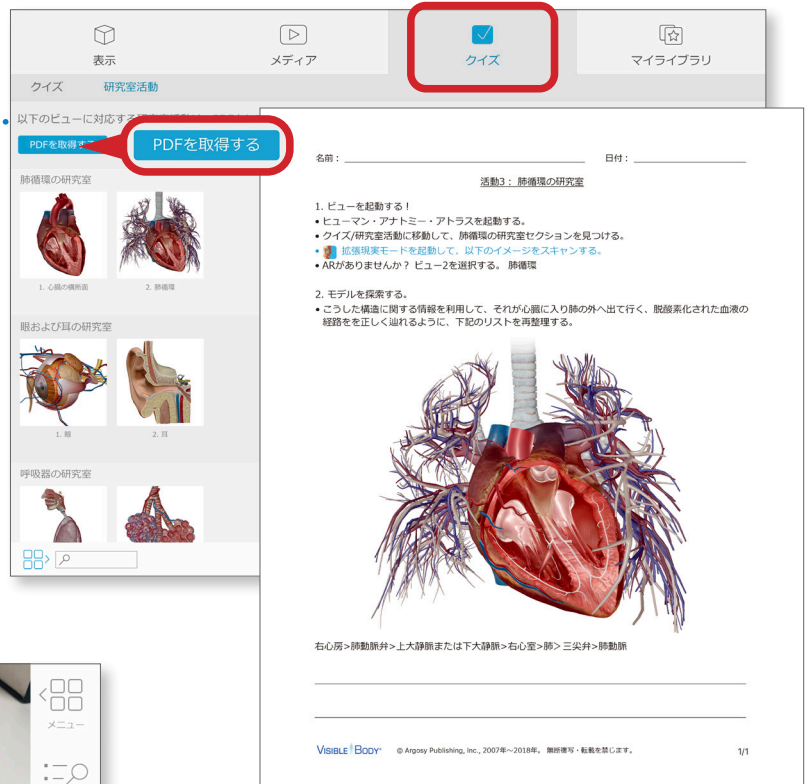 表示
メディア
クイズ
マイライブラリ
クイズ
研究室活動
以下のビューに対応する
PDFを取得する
PDFを取得する
肺循環の研究室
1. 心臓の横断面
2. 肺循環
眼および耳の研究室
1. 眼
2. 耳
呼吸器の研究室
名前：
日付：
活動3： 肺循環の研究室
1. ビューを起動する！
• ヒューマン・アナトミー・アトラスを起動する。
• クイズ/研究室活動に移動して、肺循環の研究室セクションを見つける。
• 拡張現実モードを起動して、以下のイメージをスキャンする。
• ARがありませんか？ ビュー2を選択する。 肺循環
2. モデルを探索する。
• こうした構造に関する情報を利用して、それが心臓に入り肺の外へ出て行く、脱酸素化された血液の
経路をを正しく辿れるように、下記のリストを再整理する。
右心房>肺動脈弁>上大静脈または下大静脈>右心室>肺> 三尖弁>肺動脈
VISIBLE BODY® © Argosy Publishing, Inc., 2007年～2018年。 無断複写・転載を禁じます。
1/1
メニュー